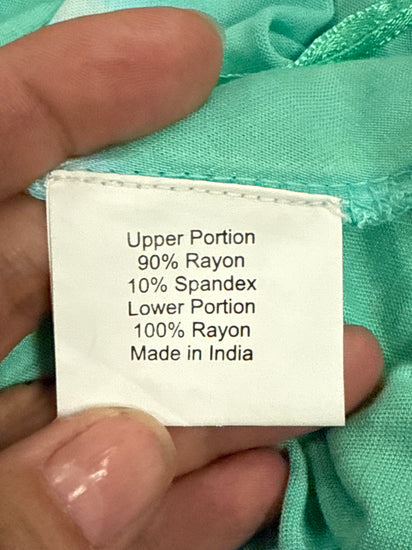 Upper Portion
90% Rayon
10% Spandex
Lower Portion
100% Rayon
Made in India